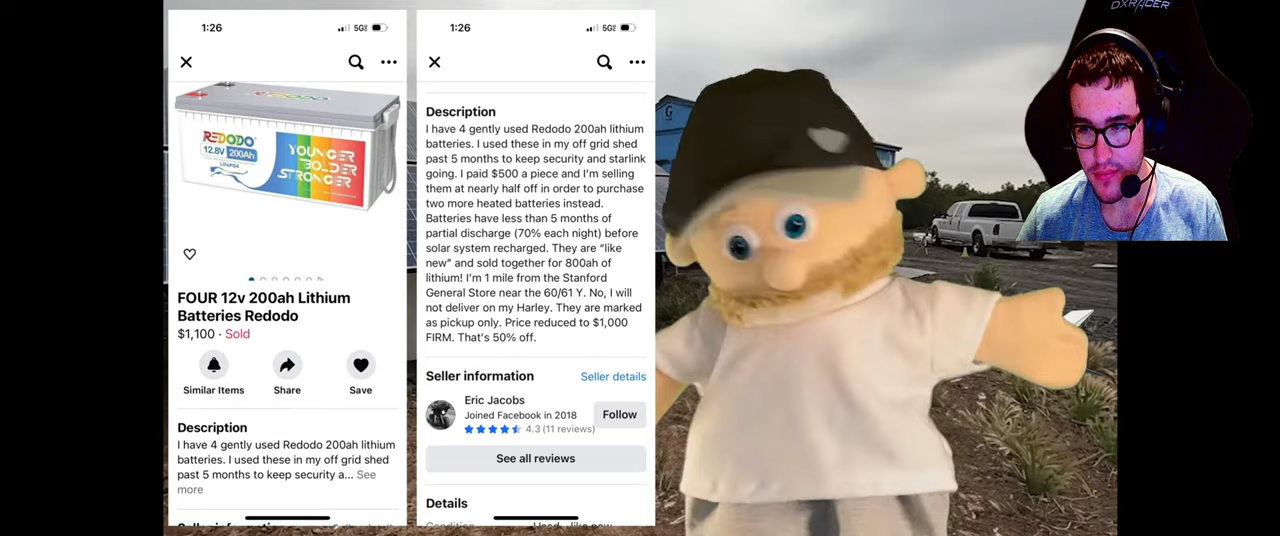 1:26
5G
REDODO
REDODO
12.8V 200Ah
LiFePO4
YOUNGER
BOLDER
STRONGER
FOUR 12v 200ah Lithium
Batteries Redodo
$1,100 · Sold
Similar Items
Share
Save
Description
I have 4 gently used Redodo 200ah lithium
batteries. I used these in my off grid shed
past 5 months to keep security a... See
more
1:26
5G
Description
I have 4 gently used Redodo 200ah lithium
batteries. I used these in my off grid shed
past 5 months to keep security and starlink
going. I paid $500 a piece and I'm selling
them at nearly half off in order to purchase
two more heated batteries instead.
Batteries have less than 5 months of
partial discharge (70% each night) before
solar system recharged. They are “like
new” and sold together for 800ah of
lithium! I'm 1 mile from the Stanford
General Store near the 60/61 Y. No, I will
not deliver on my Harley. They are marked
as pickup only. Price reduced to $1,000
FIRM. That's 50% off.
Seller information
Seller details
Eric Jacobs
Joined Facebook in 2018
4.3 (11 reviews)
Follow
See all reviews
Details
G
DXRACER